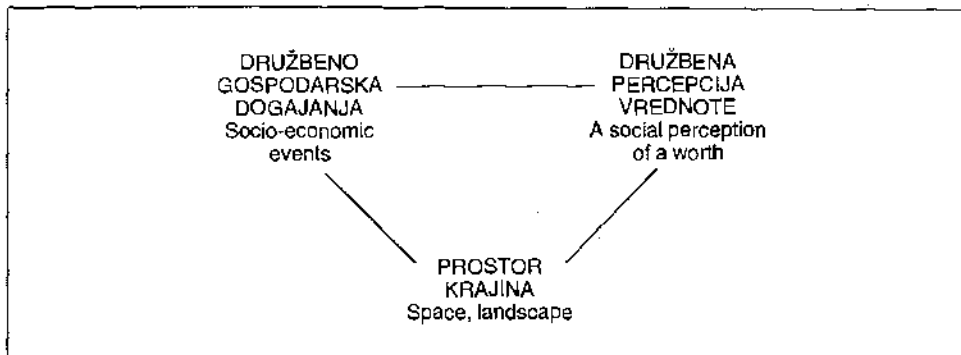 DRUŽBENO
GOSPODARSKA
DOGAJANJA
Socio-economic
events
DRUŽBENA
PERCEPCIJA
VREDNOTE
A social perception
of a worth
PROSTOR
KRAJINA
Space, landscape